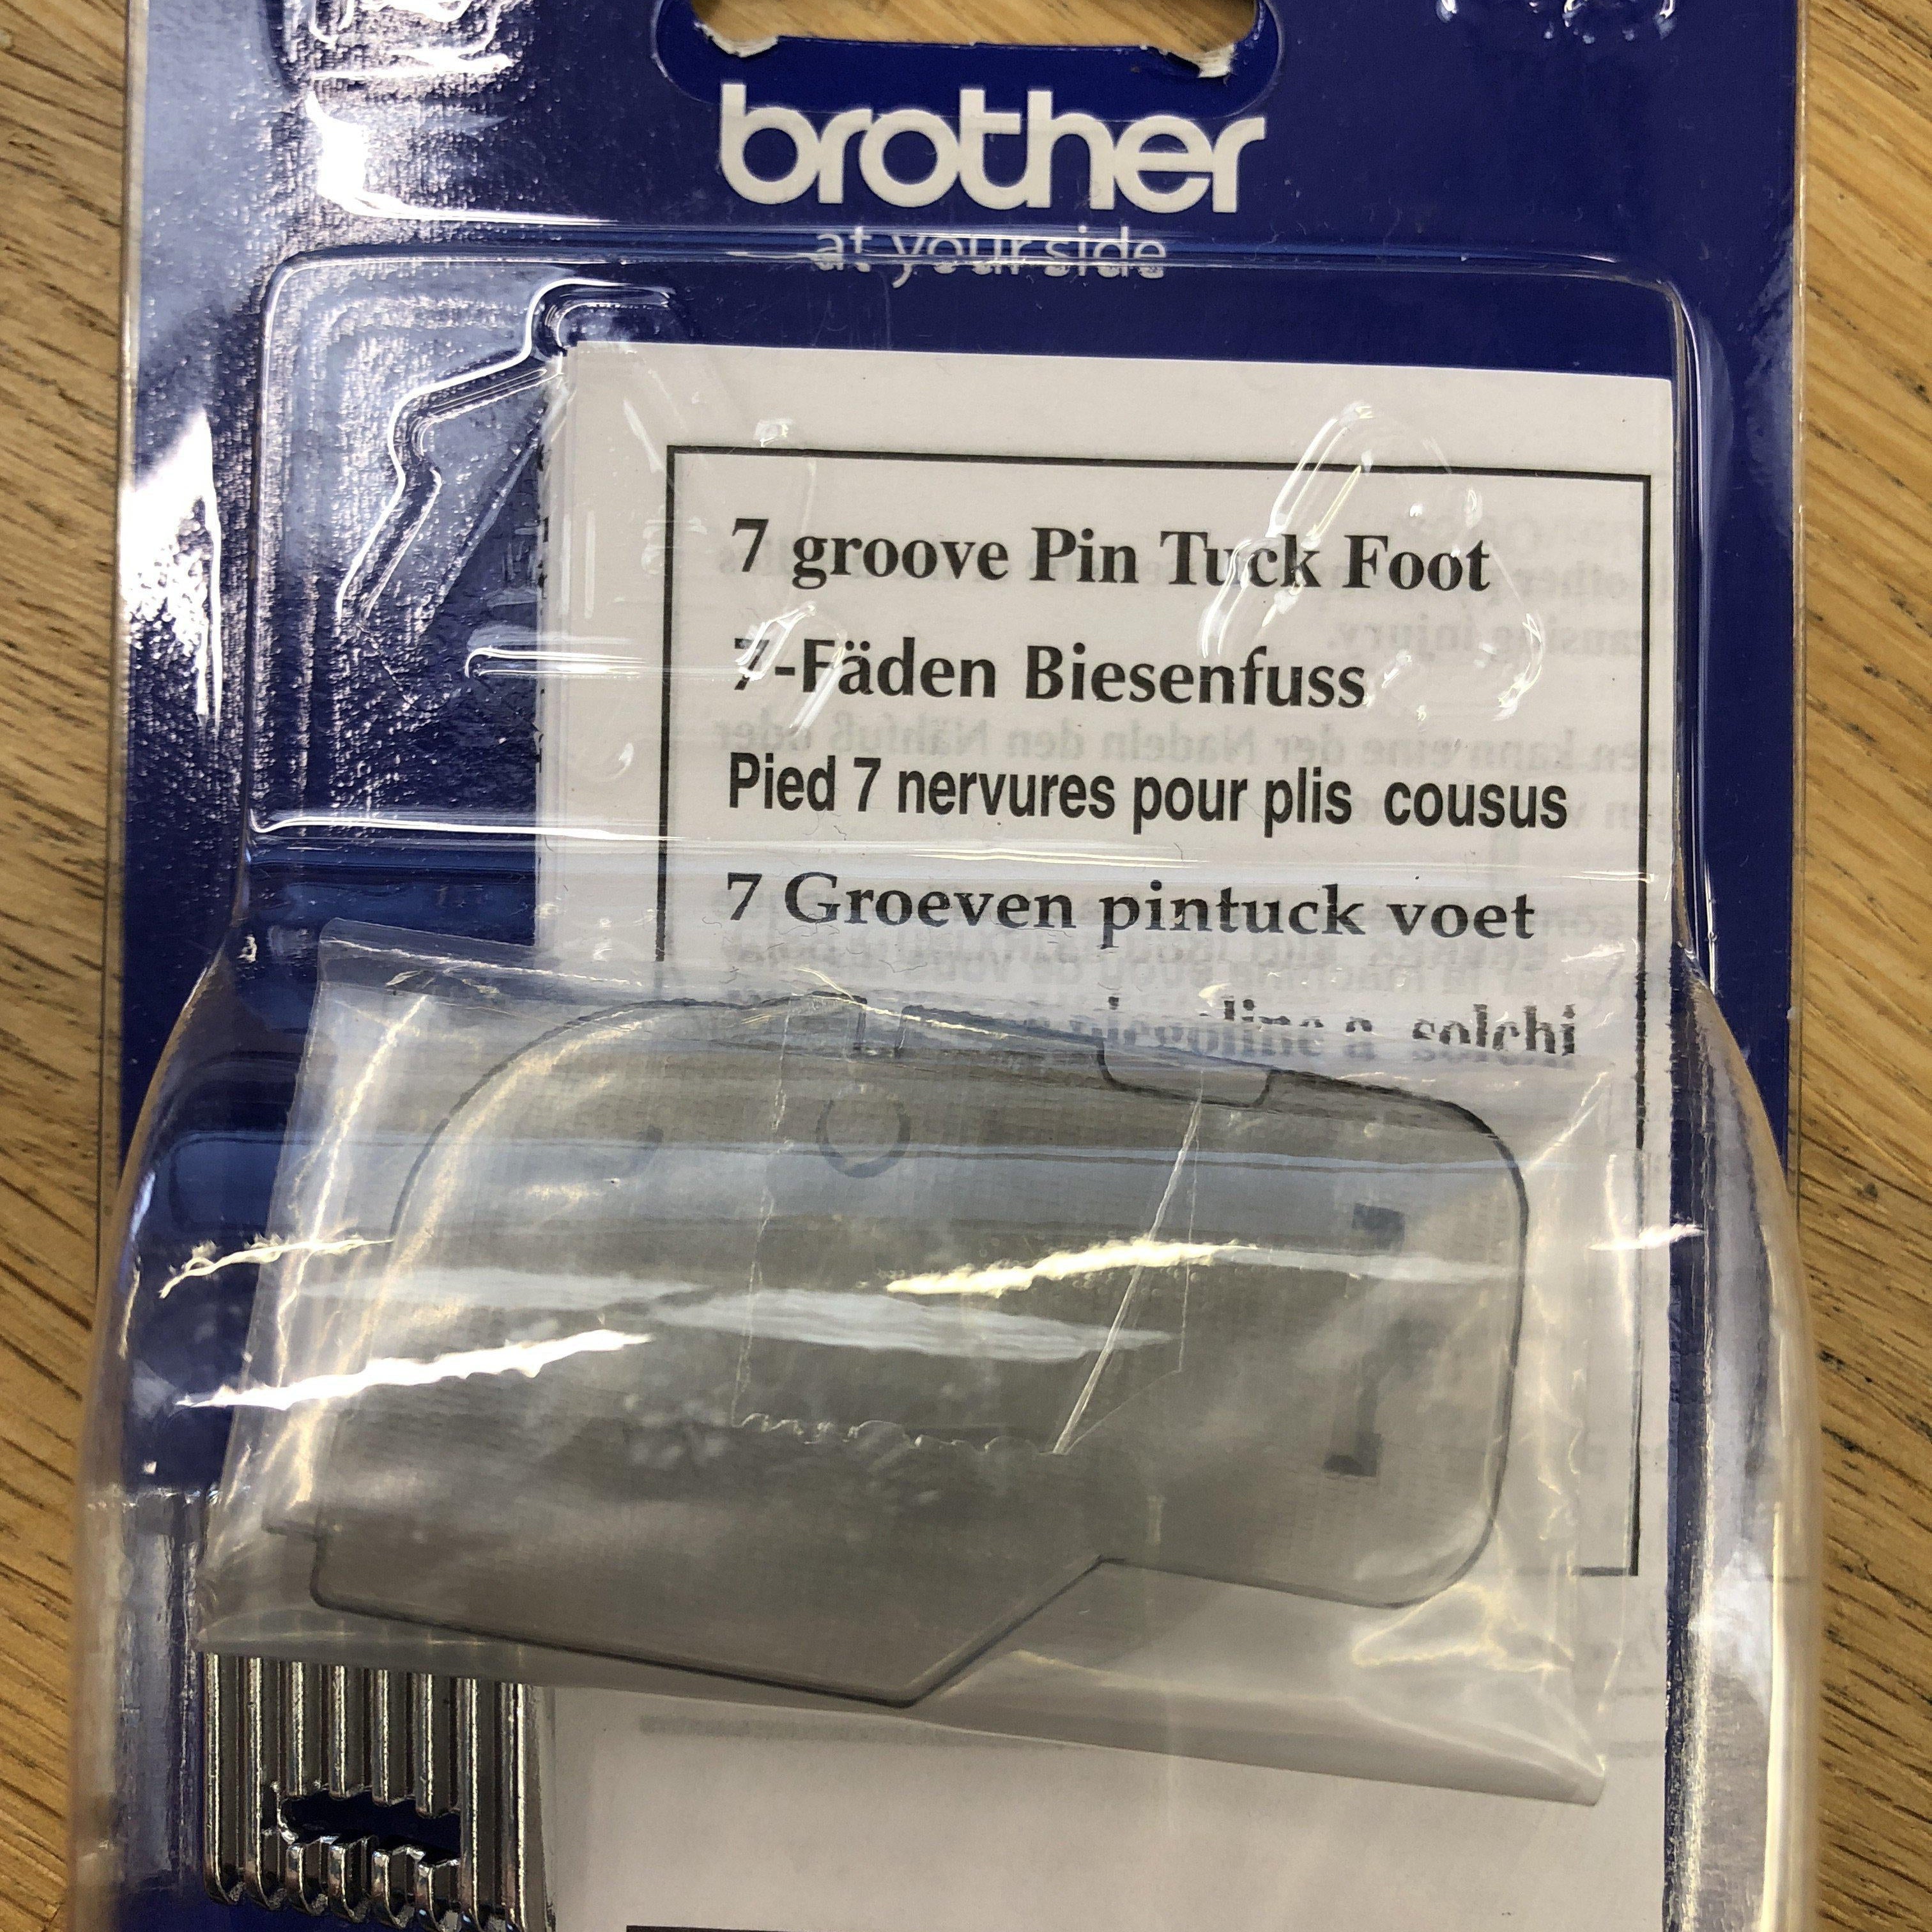 brother
at your side
7 groove Pin Tuck Foot
7-Fäden Biesenfuss
Pied 7 nervures pour plis cousus
7 Groeven pintuck voet
a solchi